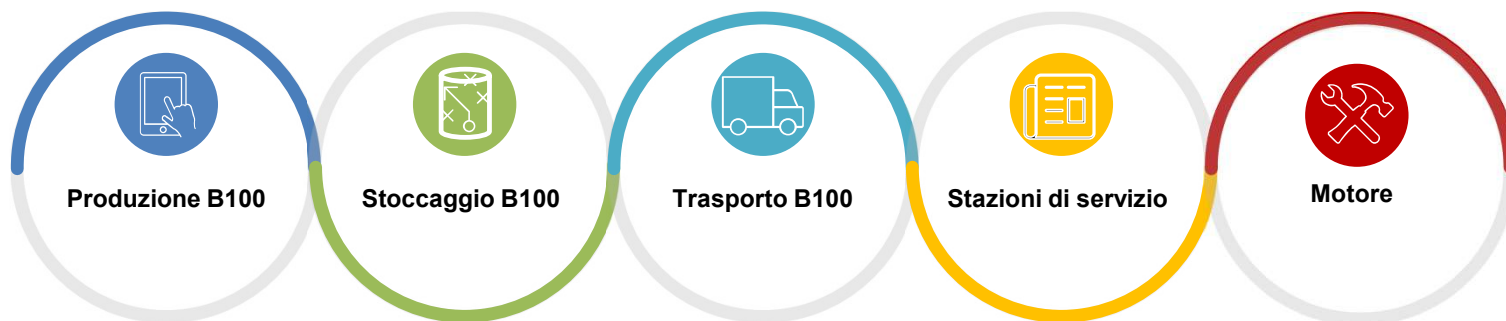 Produzione B100
Stoccaggio B100
Trasporto B100
Stazioni di servizio
Motore